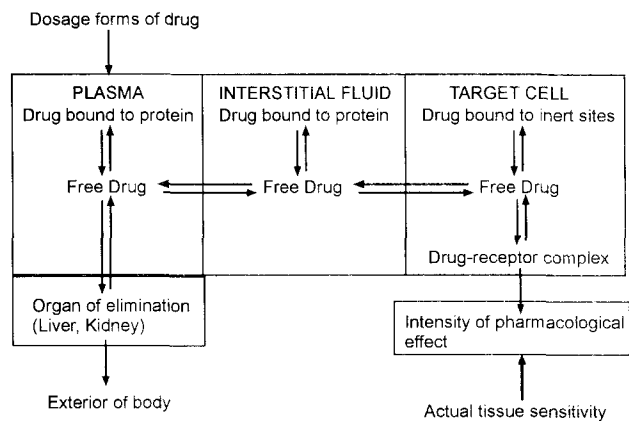 Dosage forms of drug
PLASMA
Drug bound to protein
INTERSTITIAL FLUID
Drug bound to protein
TARGET CELL
Drug bound to inert sites
Free Drug
Free Drug
Free Drug
Drug-receptor complex
Organ of elimination
(Liver, Kidney)
Intensity of pharmacological
effect
Exterior of body
Actual tissue sensitivity